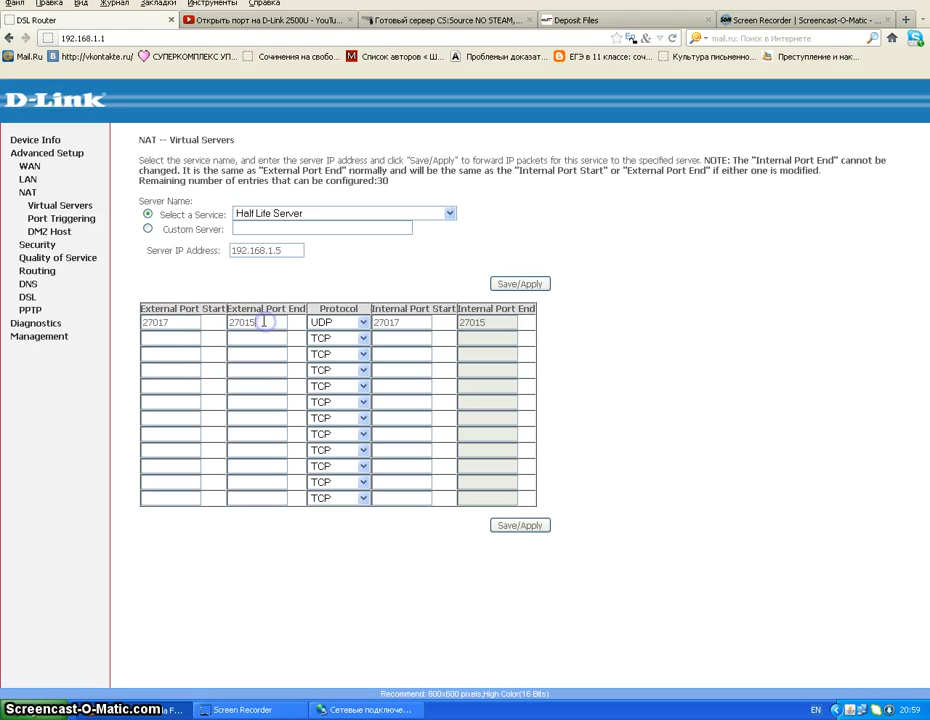 Файл Правка Вид Журнал Закладки Инструменты Справка
DSL Router
Открыть порт на D-Link 2500U - YouTu...
Готовый сервер CS:Source NO STEAM,...
Deposit Files
Screen Recorder | Screencast-O-Matic - ...
192.168.1.1
mail.ru: Поиск в Интернете
Mail.Ru
http://vkontakte.ru/
СУПЕРКОМПЛЕКС УП...
Сочинения на свобо...
Список авторов « Ш...
Проблемы доказат...
ЕГЭ в 11 классе: соч...
Культура письменно...
Преступление и нак...
D-Link
Device Info
Advanced Setup
WAN
LAN
NAT
Virtual Servers
Port Triggering
DMZ Host
Security
Quality of Service
Routing
DNS
DSL
PPTP
Diagnostics
Management
NAT -- Virtual Servers
Select the service name, and enter the server IP address and click "Save/Apply" to forward IP packets for this service to the specified server. NOTE: The "Internal Port End" cannot be
changed. It is the same as "External Port End" normally and will be the same as the "Internal Port Start" or "External Port End" if either one is modified.
Remaining number of entries that can be configured:30
Server Name:
Select a Service: Half Life Server
Custom Server:
Server IP Address: 192.168.1.5
Save/Apply
External Port Start External Port End Protocol Internal Port Start Internal Port End
27017 27015 UDP 27017 27015
TCP
TCP
TCP
TCP
TCP
TCP
TCP
TCP
TCP
TCP
TCP
Save/Apply
Recommend: 800x600 pixels,High Color(16 Bits)
Screencast-O-Matic.com
Screen Recorder
Сетевые подключе...
EN
20:59